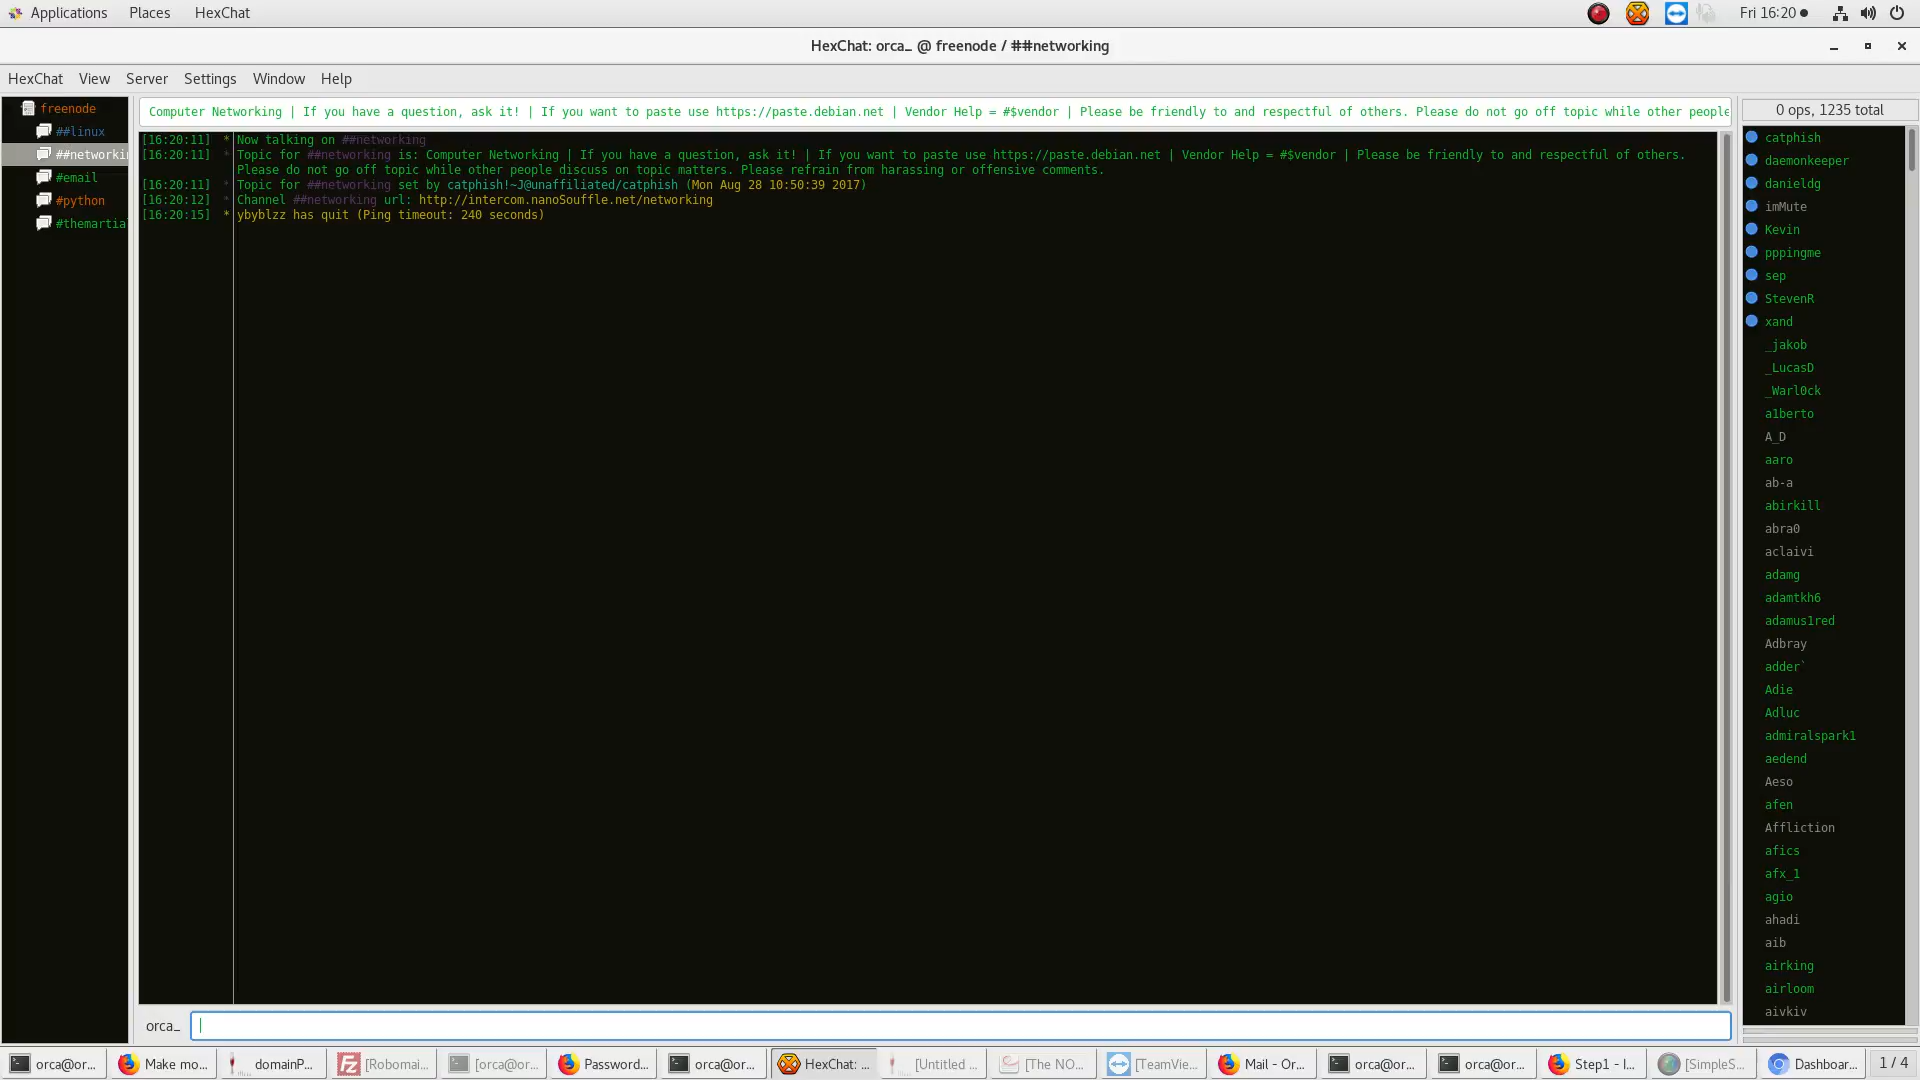 Applications Places HexChat
Fri 16:20
HexChat: orca_ @ freenode / ##networking
HexChat View Server Settings Window Help
freenode
##linux
##networkin
#email
#python
#themartia
Computer Networking | If you have a question, ask it! | If you want to paste use https://paste.debian.net | Vendor Help = #$vendor | Please be friendly to and respectful of others. Please do not go off topic while other people
[16:20:11] * Now talking on ##networking
[16:20:11] * Topic for ##networking is: Computer Networking | If you have a question, ask it! | If you want to paste use https://paste.debian.net | Vendor Help = #$vendor | Please be friendly to and respectful of others.
Please do not go off topic while other people discuss on topic matters. Please refrain from harassing or offensive comments.
[16:20:11] * Topic for ##networking set by catphish!~J@unaffiliated/catphish (Mon Aug 28 10:50:39 2017)
[16:20:12] * Channel ##networking url: http://intercom.nanoSouffle.net/networking
[16:20:15] * ybyblzz has quit (Ping timeout: 240 seconds)
0 ops, 1235 total
catphish
daemonkeeper
danieldg
imMute
Kevin
pppingme
sep
StevenR
xand
_jakob
_LucasD
_Warl0ck
a1berto
A_D
aaro
ab-a
abirkill
abra0
aclaivi
adamg
adamtkh6
adamus1red
Adbray
adder`
Adie
Adluc
admiralspark1
aedend
Aeso
afen
Affliction
afics
afx_1
agio
ahadi
aib
airking
airloom
aivkiv
orca_
orca@or... Make mo... domainP... [Robomai... [orca@or... Password... orca@or... HexChat: ... [Untitled ... [The NO... [TeamVie... Mail - Or... orca@or... orca@or... Step1 - I... [SimpleS... Dashboar... 1 / 4